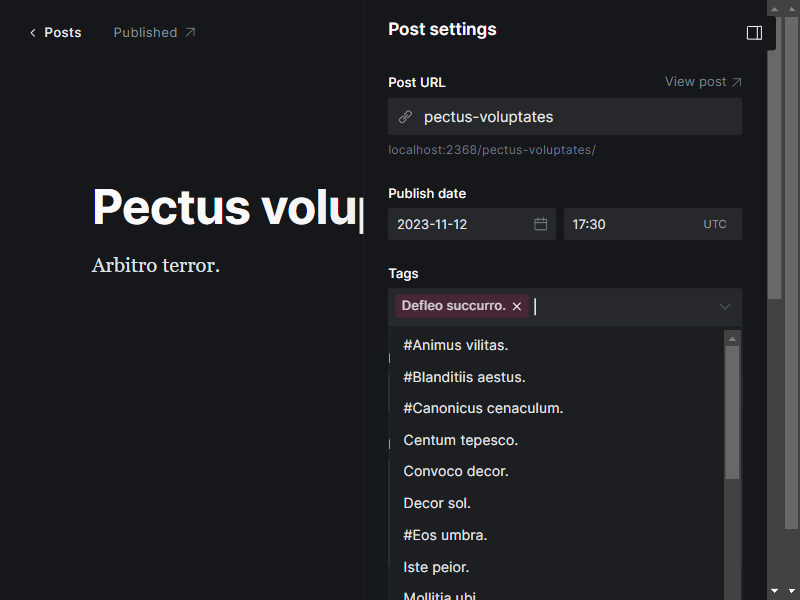 Posts
Published
Post settings
Post URL
View post
pectus-voluptates
localhost:2368/pectus-voluptates/
Publish date
2023-11-12
17:30
UTC
Pectus volup
Arbitro terror.
Tags
Defleo succurro.
#Animus vilitas.
#Blanditiis aestus.
#Canonicus cenaculum.
Centum tepesco.
Convoco decor.
Decor sol.
#Eos umbra.
Iste peior.
Mollitia ubi